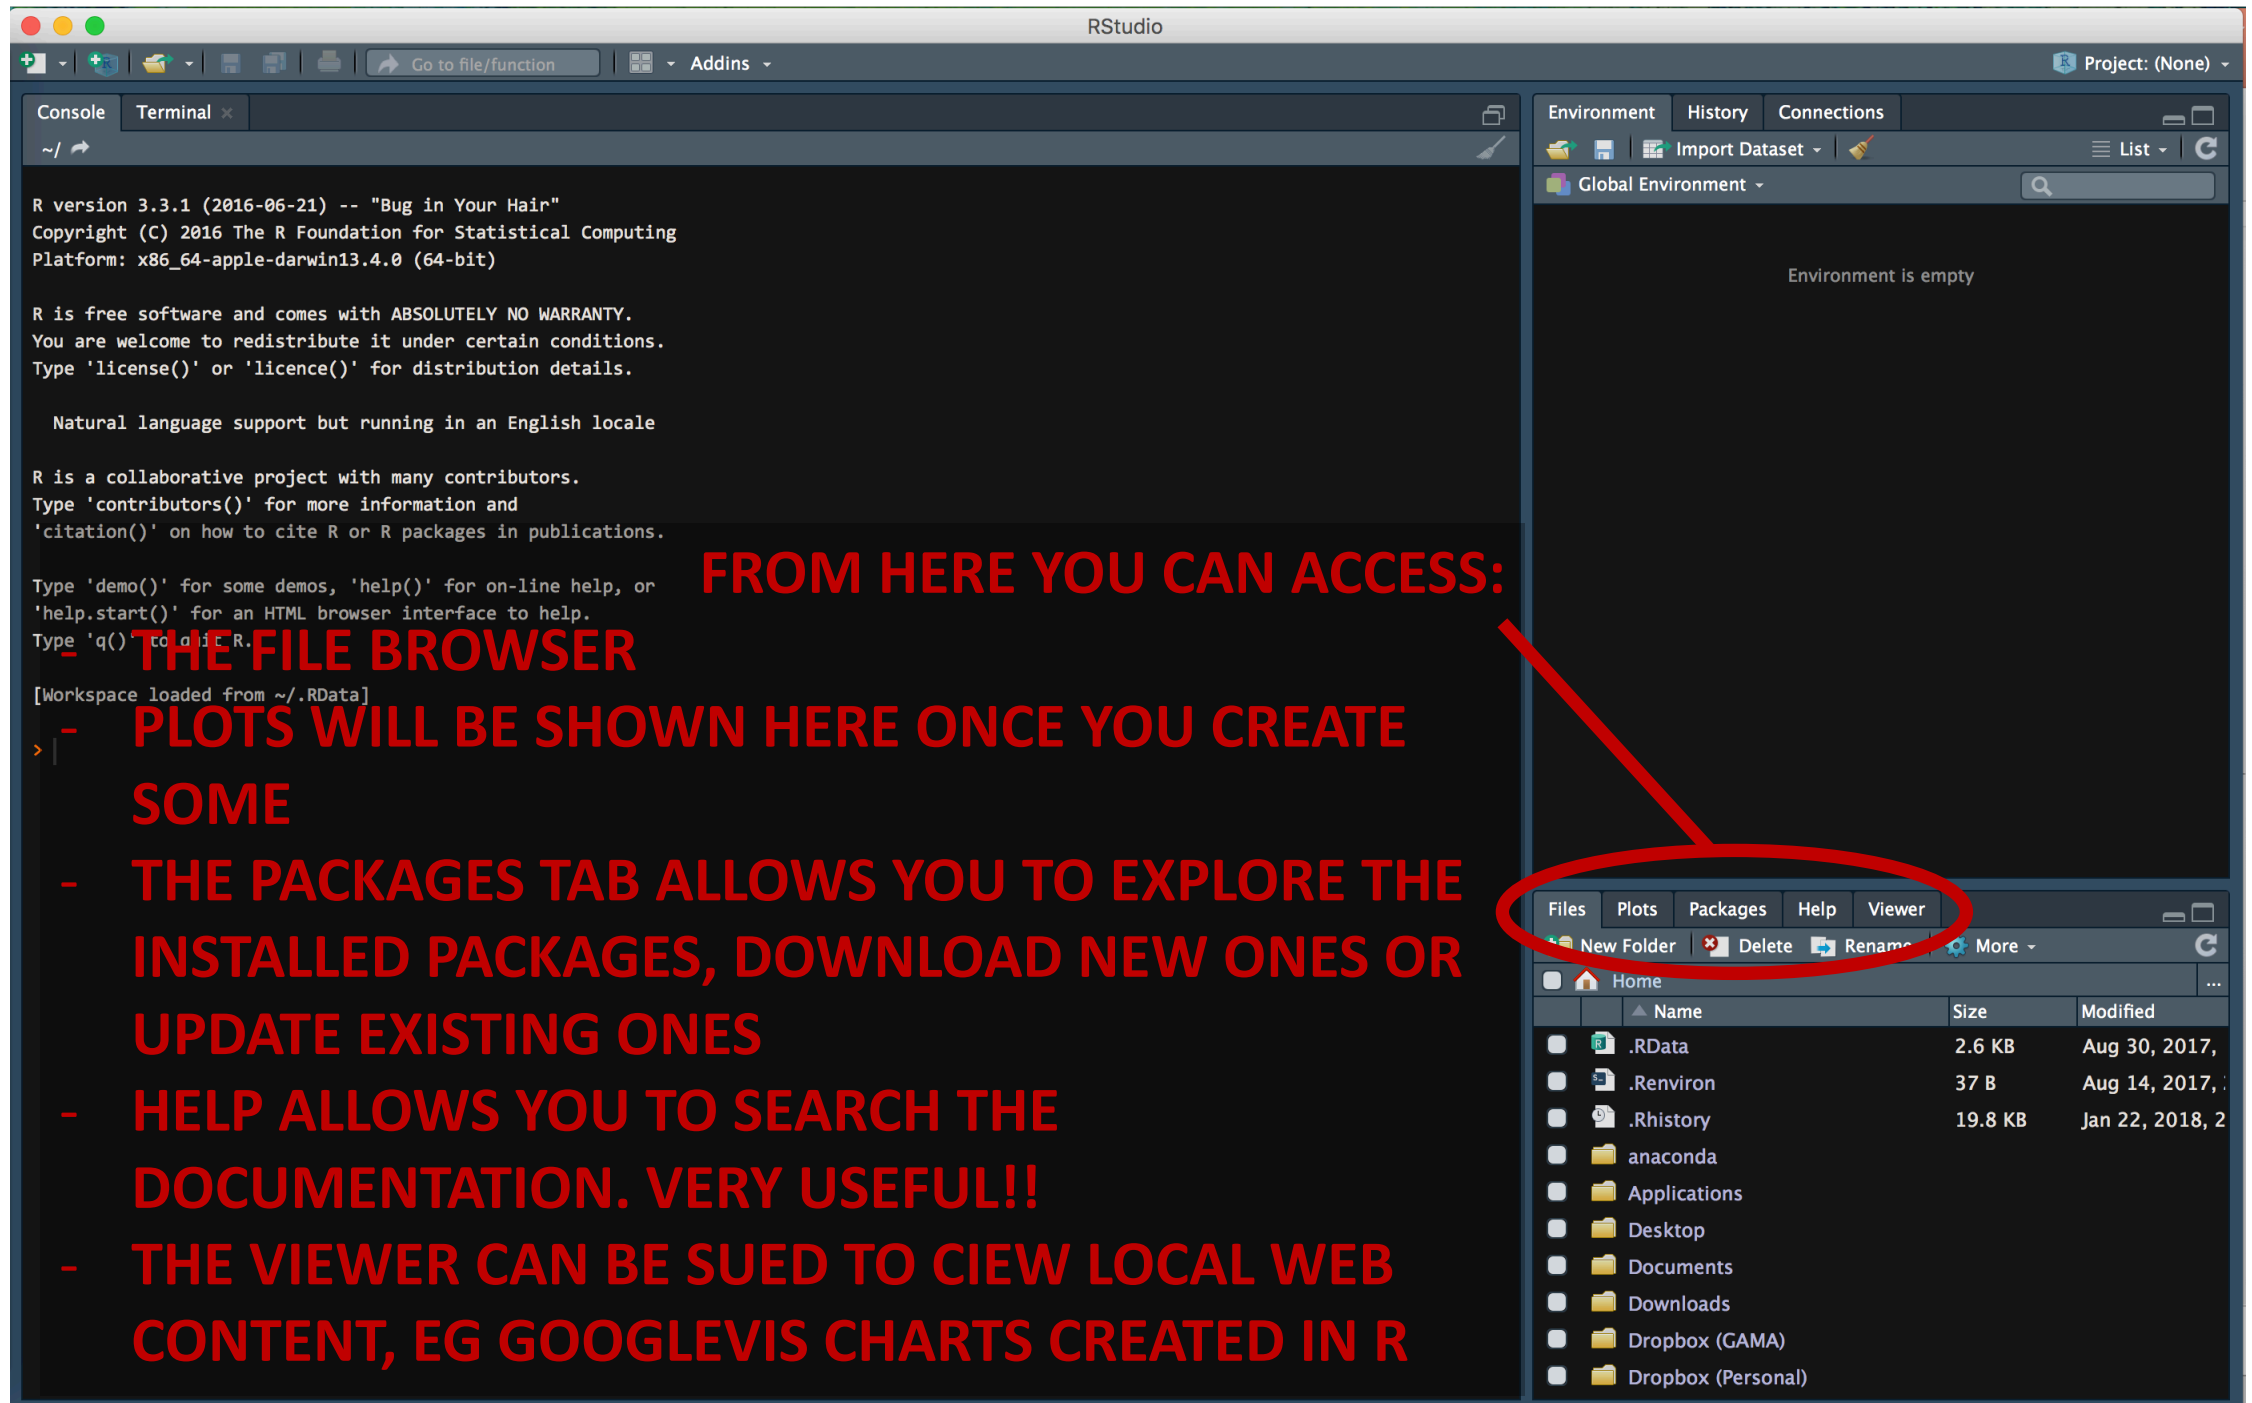 RStudio
Go to file/function
Addins
Project: (None)
Console
Terminal
~/
R version 3.3.1 (2016-06-21) -- "Bug in Your Hair"
Copyright (C) 2016 The R Foundation for Statistical Computing
Platform: x86_64-apple-darwin13.4.0 (64-bit)
R is free software and comes with ABSOLUTELY NO WARRANTY.
You are welcome to redistribute it under certain conditions.
Type 'license()' or 'licence()' for distribution details.
Natural language support but running in an English locale
R is a collaborative project with many contributors.
Type 'contributors()' for more information and
'citation()' on how to cite R or R packages in publications.
Type 'demo()' for some demos, 'help()' for on-line help, or
'help.start()' for an HTML browser interface to help.
Type 'q()' to quit R.
[Workspace loaded from ~/.RData]
>
FROM HERE YOU CAN ACCESS:
- THE FILE BROWSER
- PLOTS WILL BE SHOWN HERE ONCE YOU CREATE
SOME
- THE PACKAGES TAB ALLOWS YOU TO EXPLORE THE
INSTALLED PACKAGES, DOWNLOAD NEW ONES OR
UPDATE EXISTING ONES
- HELP ALLOWS YOU TO SEARCH THE
DOCUMENTATION. VERY USEFUL!!
- THE VIEWER CAN BE SUED TO CIEW LOCAL WEB
CONTENT, EG GOOGLEVIS CHARTS CREATED IN R
Environment History Connections
Import Dataset List
Global Environment
Environment is empty
Files Plots Packages Help Viewer
New Folder Delete Rename More
Home ...
Name Size Modified
.RData 2.6 KB Aug 30, 2017,
.Renviron 37 B Aug 14, 2017,
.Rhistory 19.8 KB Jan 22, 2018, 2
anaconda
Applications
Desktop
Documents
Downloads
Dropbox (GAMA)
Dropbox (Personal)